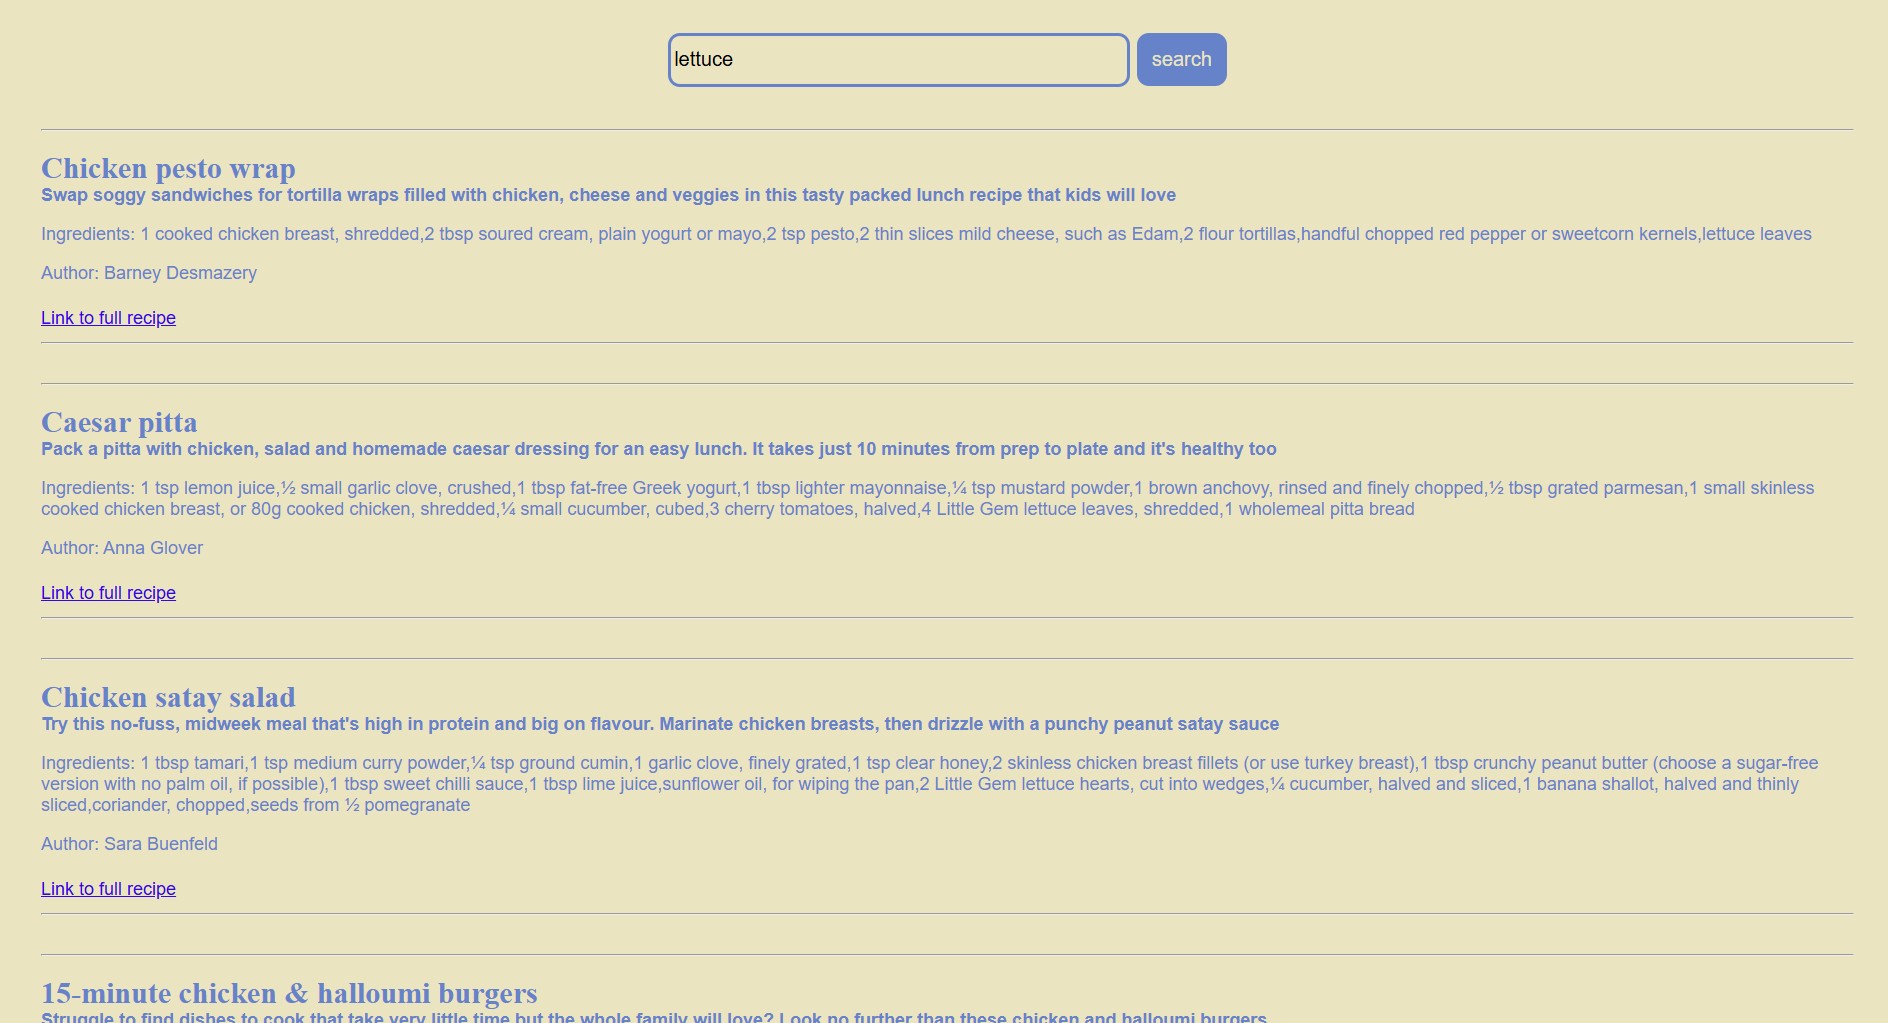 lettuce search
Chicken pesto wrap
Swap soggy sandwiches for tortilla wraps filled with chicken, cheese and veggies in this tasty packed lunch recipe that kids will love
Ingredients: 1 cooked chicken breast, shredded,2 tbsp soured cream, plain yogurt or mayo,2 tsp pesto,2 thin slices mild cheese, such as Edam,2 flour tortillas,handful chopped red pepper or sweetcorn kernels,lettuce leaves
Author: Barney Desmazery
Link to full recipe
Caesar pitta
Pack a pitta with chicken, salad and homemade caesar dressing for an easy lunch. It takes just 10 minutes from prep to plate and it's healthy too
Ingredients: 1 tsp lemon juice,½ small garlic clove, crushed,1 tbsp fat-free Greek yogurt,1 tbsp lighter mayonnaise,¼ tsp mustard powder,1 brown anchovy, rinsed and finely chopped,½ tbsp grated parmesan,1 small skinless
cooked chicken breast, or 80g cooked chicken, shredded,¼ small cucumber, cubed,3 cherry tomatoes, halved,4 Little Gem lettuce leaves, shredded,1 wholemeal pitta bread
Author: Anna Glover
Link to full recipe
Chicken satay salad
Try this no-fuss, midweek meal that's high in protein and big on flavour. Marinate chicken breasts, then drizzle with a punchy peanut satay sauce
Ingredients: 1 tbsp tamari,1 tsp medium curry powder,¼ tsp ground cumin,1 garlic clove, finely grated,1 tsp clear honey,2 skinless chicken breast fillets (or use turkey breast),1 tbsp crunchy peanut butter (choose a sugar-free
version with no palm oil, if possible),1 tbsp sweet chilli sauce,1 tbsp lime juice,sunflower oil, for wiping the pan,2 Little Gem lettuce hearts, cut into wedges,¼ cucumber, halved and sliced,1 banana shallot, halved and thinly
sliced,coriander, chopped,seeds from ½ pomegranate
Author: Sara Buenfeld
Link to full recipe
15-minute chicken & halloumi burgers
Struggle to find dishes to cook that take very little time but the whole family will love? Look no further than these chicken and halloumi burgers